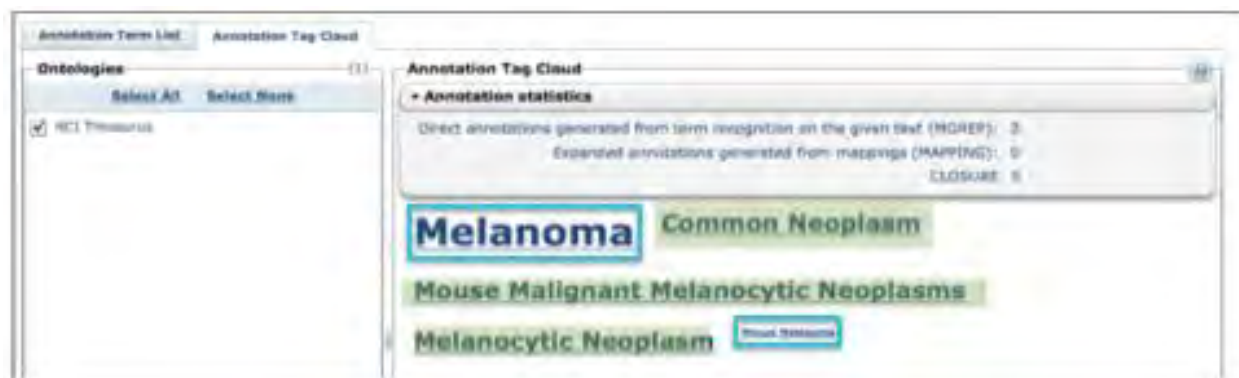 Annotation Term List Annotation Tag Cloud
Ontologies (1)
Select All Select None
NCI Thesaurus
Annotation Tag Cloud
Annotation statistics
Direct annotations generated from term recognition on the given text (MGREP):
Expanded annotations generated from mappings (MAPPING): 0
CLOSURE
Melanoma Common Neoplasm
Mouse Malignant Melanocytic Neoplasms
Melanocytic Neoplasm Mouse Melanoma